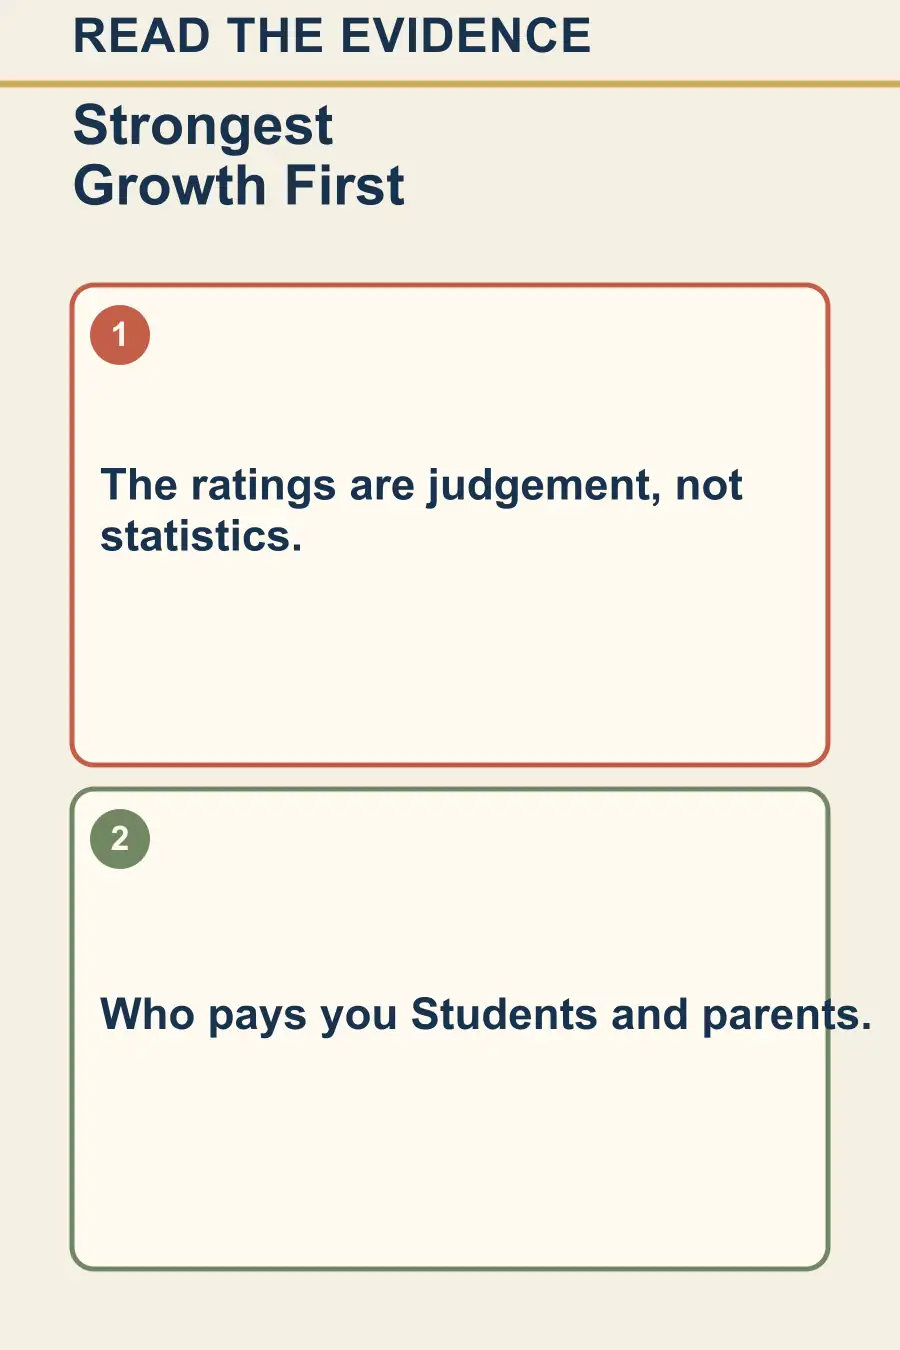 READ THE EVIDENCE
Strongest
Growth First
1
The ratings are judgement, not
statistics.
2
Who pays you Students and parents.